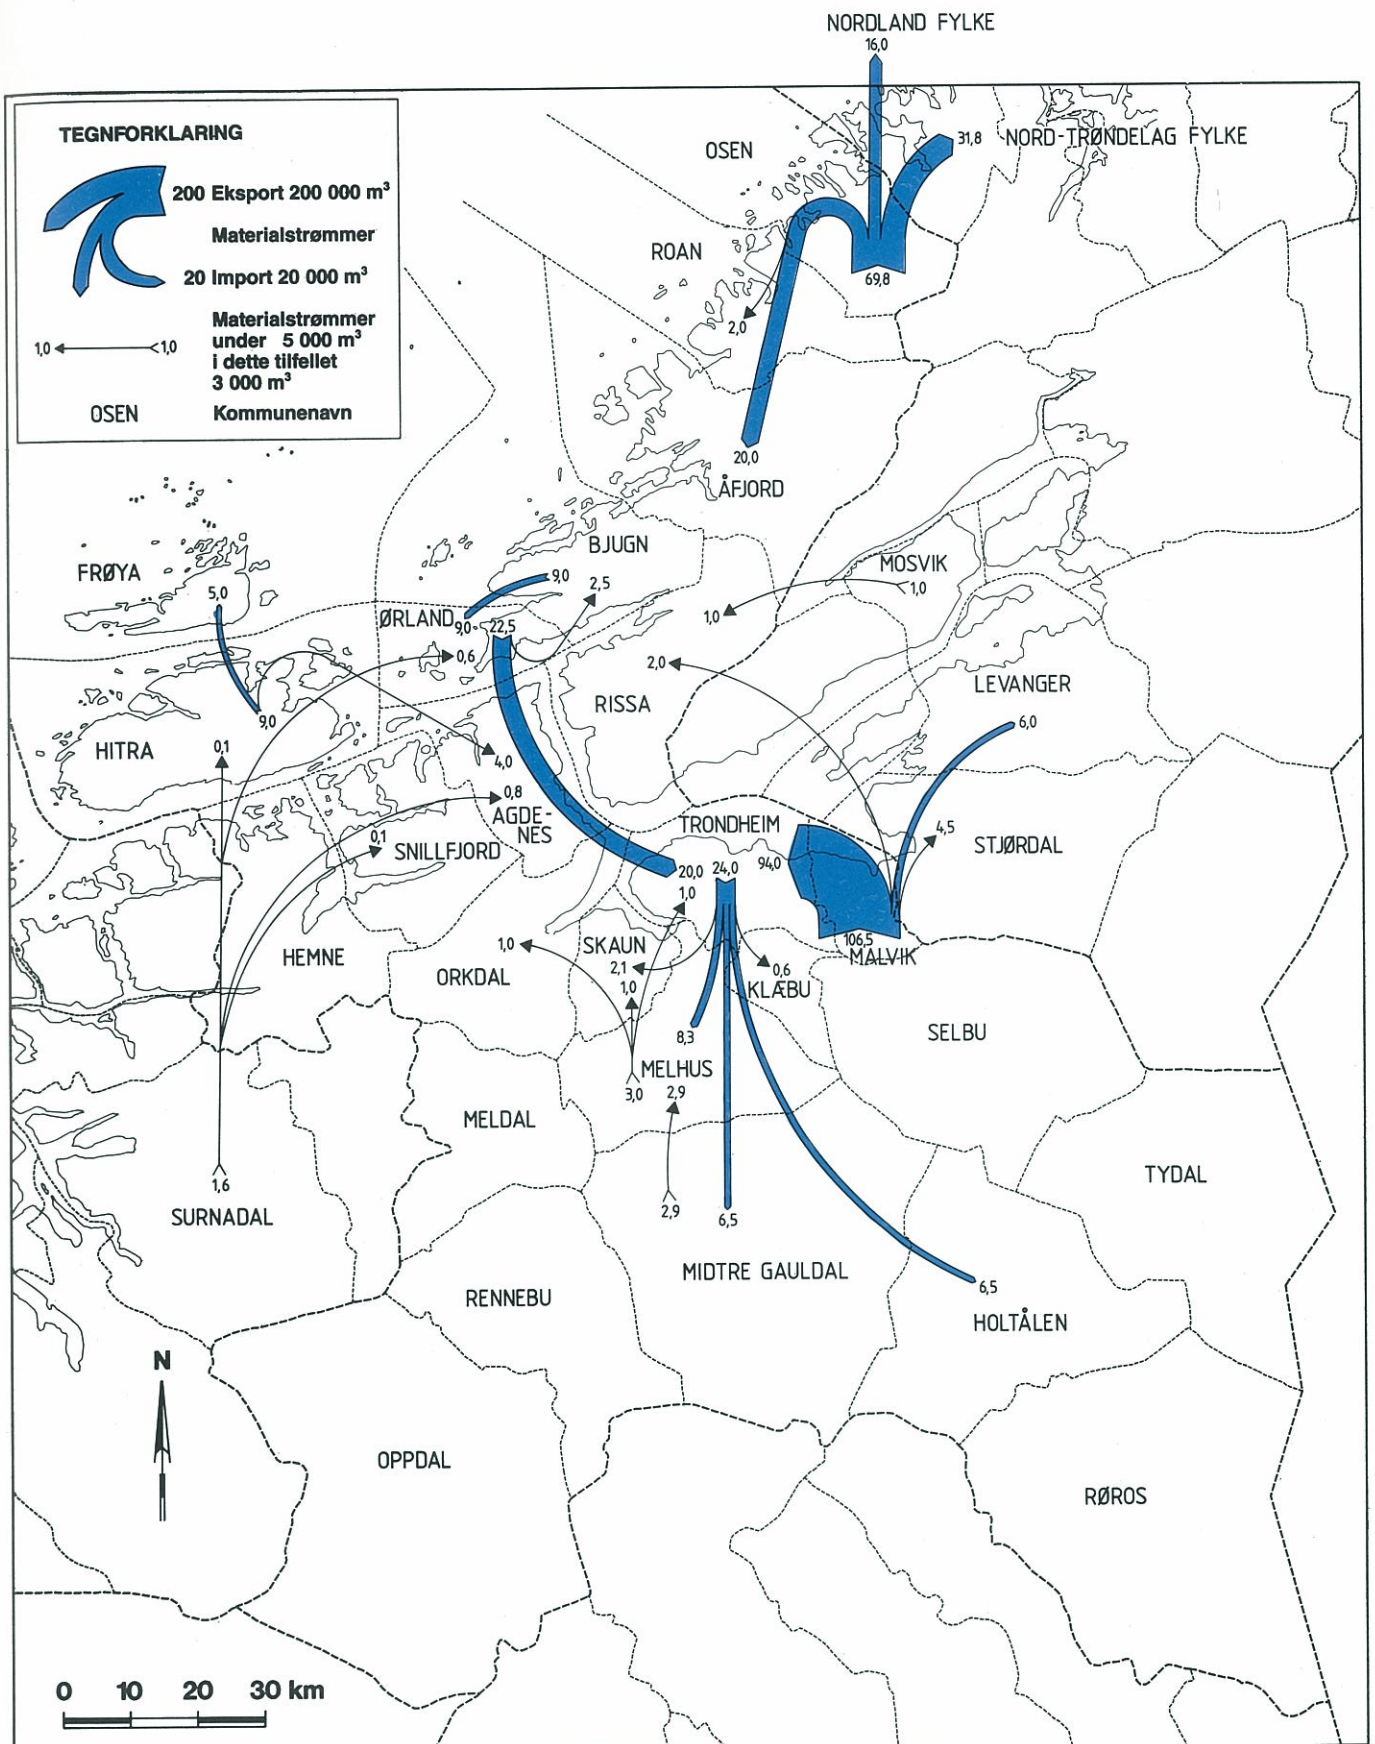 NORDLAND FYLKE
16,0
TEGNFORKLARING
200 Eksport 200 000 m³
Materialstrømmer
20 Import 20 000 m³
Materialstrømmer
under 5 000 m³
i dette tilfellet
3 000 m³
1,0 1,0
OSEN Kommunenavn
OSEN
31,8
NORD-TRØNDELAG FYLKE
ROAN
69,8
2,0
20,0
ÅFJORD
BJUGN
MOSVIK
1,0
FRØYA
5,0
9,0
2,5
1,0
ØRLAND
9,0
22,5
0,6
2,0
LEVANGER
RISSA
9,0
6,0
HITRA
0,1
4,0
0,8
AGDE-
NES
TRONDHEIM
0,1
SNILLFJORD
4,5
STJØRDAL
94,0
20,0
24,0
1,0
106,5
MALVIK
HEMNE
1,0
SKAUN
ORKDAL
2,1
1,0
0,6
KLÆBU
SELBU
8,3
MELHUS
3,0
2,9
MELDAL
TYDAL
1,6
SURNADAL
2,9
6,5
MIDTRE GAULDAL
6,5
RENNEBU
HOLTÅLEN
N
OPPDAL
RØROS
0 10 20 30 km